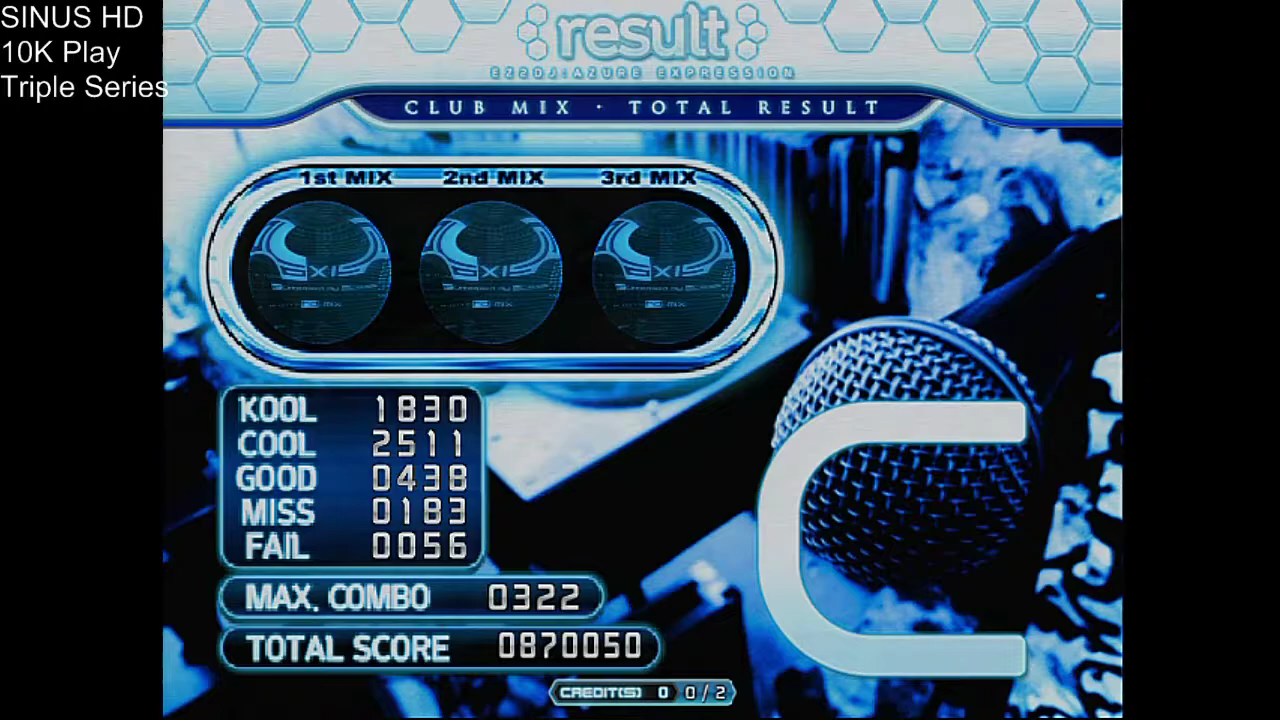 SINUS HD
10K Play
Triple Series
result
EZ2DJ:AZURE EXPRESSION
CLUB MIX · TOTAL RESULT
1st MIX 2nd MIX 3rd MIX
KOOL 1830
COOL 2511
GOOD 0438
MISS 0183
FAIL 0056
MAX. COMBO 0322
TOTAL SCORE 0870050
C
CREDIT(S) 0 0/2